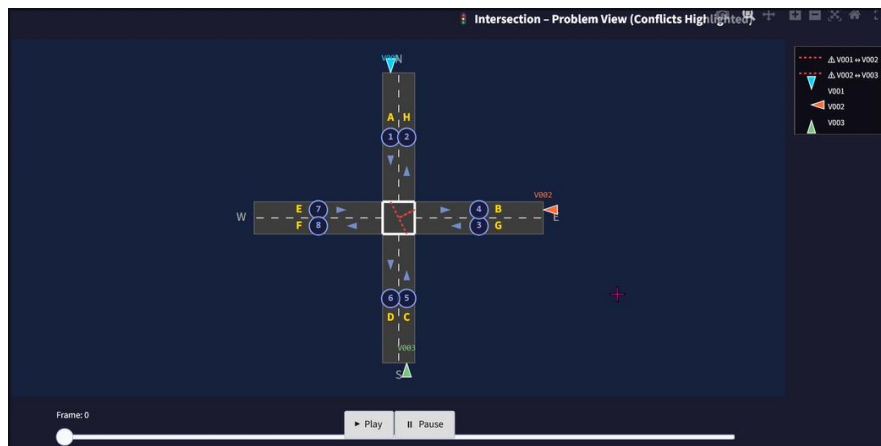 Intersection – Problem View (Conflicts Highlighted)
⚠ V001 ↔ V002
⚠ V002 ↔ V003
V001
V002
V003
N
A H
1 2
V002
E 7 4 B
W E
F 8 3 G
6 5
D C
V003
S
Frame: 0
► Play
⏸ Pause